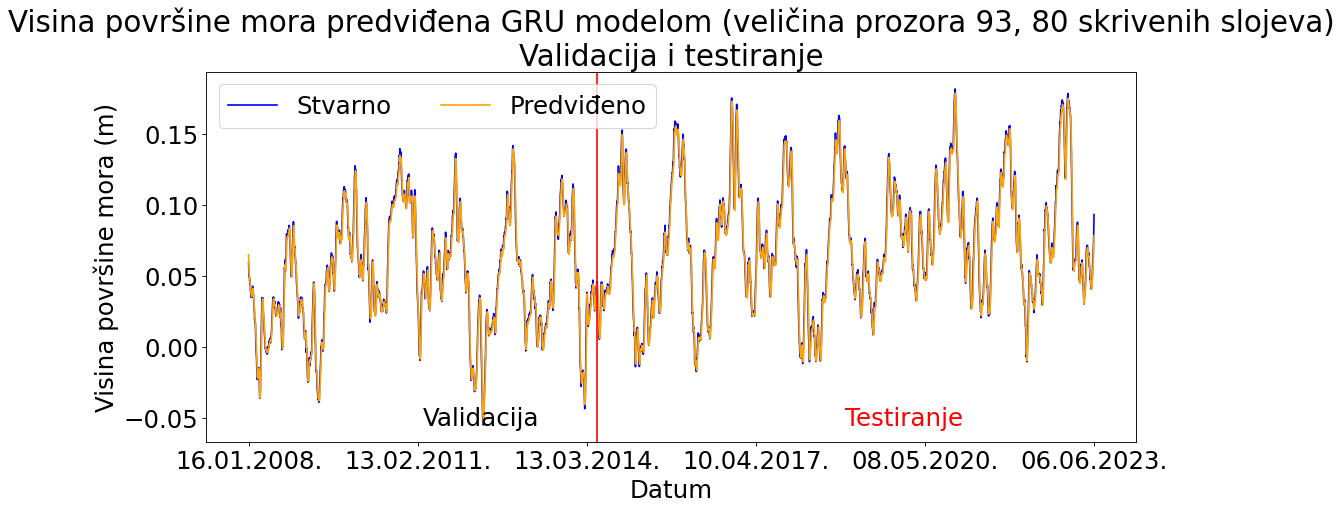 Visina površine mora predviđena GRU modelom (veličina prozora 93, 80 skrivenih slojeva)
Validacija i testiranje
Stvarno
Predviđeno
Visina površine mora (m)
0.15
0.10
0.05
0.00
−0.05
Validacija
Testiranje
16.01.2008.
13.02.2011.
13.03.2014.
10.04.2017.
08.05.2020.
06.06.2023.
Datum